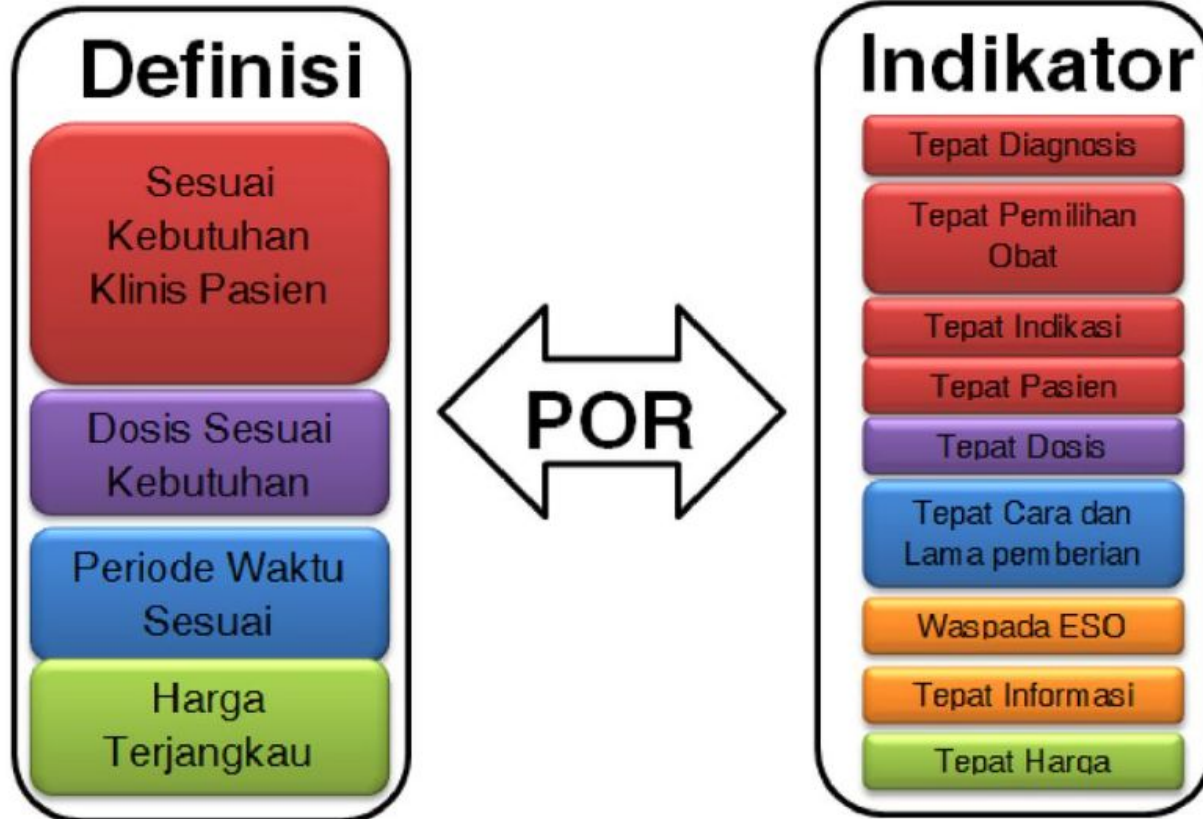 Definisi
Sesuai
Kebutuhan
Klinis Pasien
Dosis Sesuai
Kebutuhan
Periode Waktu
Sesuai
Harga
Terjangkau
POR
Indikator
Tepat Diagnosis
Tepat Pemilihan
Obat
Tepat Indikasi
Tepat Pasien
Tepat Dosis
Tepat Cara dan
Lama pemberian
Waspada ESO
Tepat Informasi
Tepat Harga